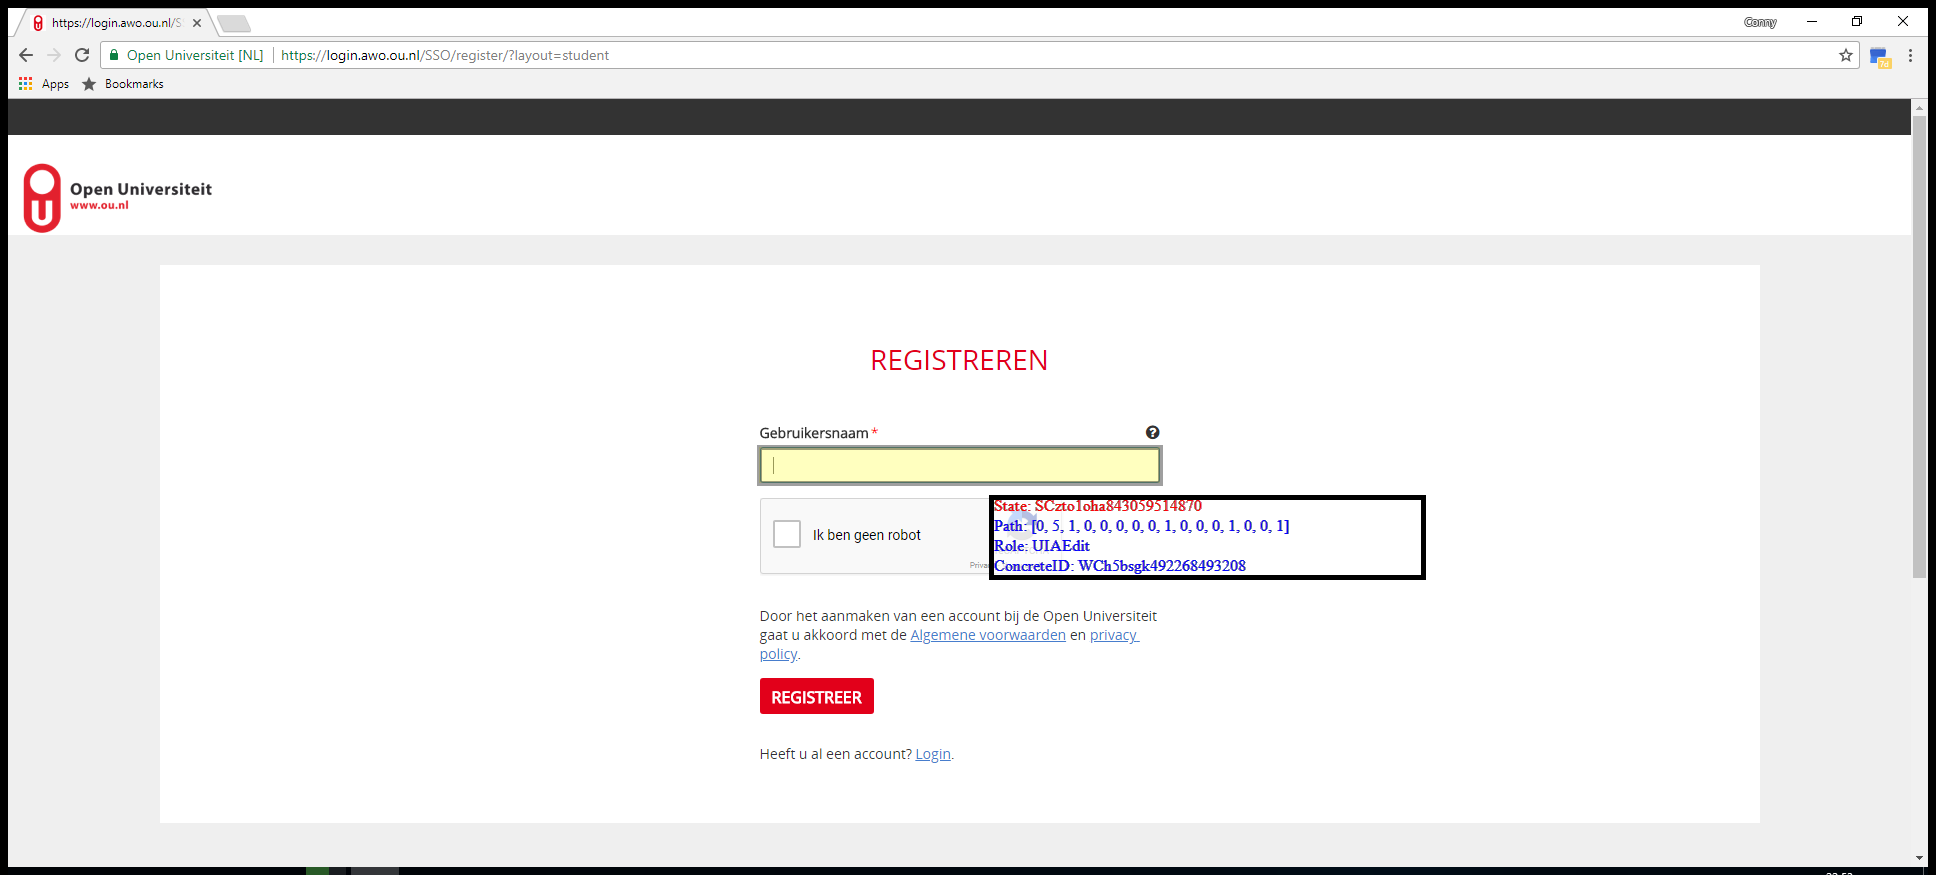 https://login.awo.ou.nl/S
Conny
Open Universiteit [NL] https://login.awo.ou.nl/SSO/register/?layout=student
7d
Apps Bookmarks
Open Universiteit
www.ou.nl
REGISTREREN
Gebruikersnaam *
Ik ben geen robot
State: SCzto1oha843059514870
Path: [0, 5, 1, 0, 0, 0, 0, 0, 1, 0, 0, 0, 1, 0, 0, 1]
Role: UIAEdit
ConcreteID: WCh5bsgk492268493208
Door het aanmaken van een account bij de Open Universiteit
gaat u akkoord met de Algemene voorwaarden en privacy
policy.
REGISTREER
Heeft u al een account? Login.